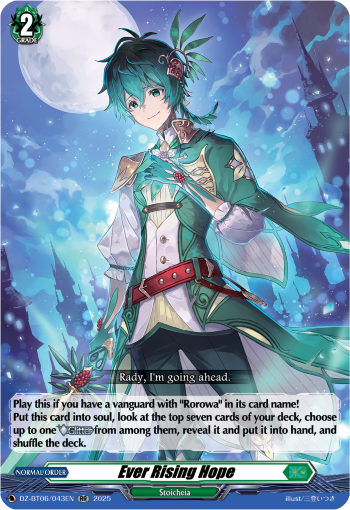 2
GRADE
Rady, I'm going ahead.
Play this if you have a vanguard with "Rorowa" in its card name!
Put this card into soul, look at the top seven cards of your deck, choose
up to one from among them, reveal it and put it into hand, and
shuffle the deck.
NORMAL ORDER
Ever Rising Hope
Stoicheia
DZ-BT06/043EN RR 2025
illust/三登いつき